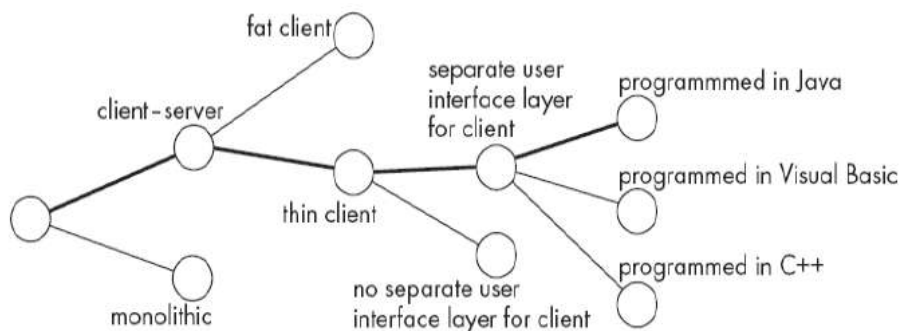 fat client
separate user
interface layer
for client
programmmed in Java
client-server
programmed in Visual Basic
thin client
programmed in C++
no separate user
interface layer for client
monolithic